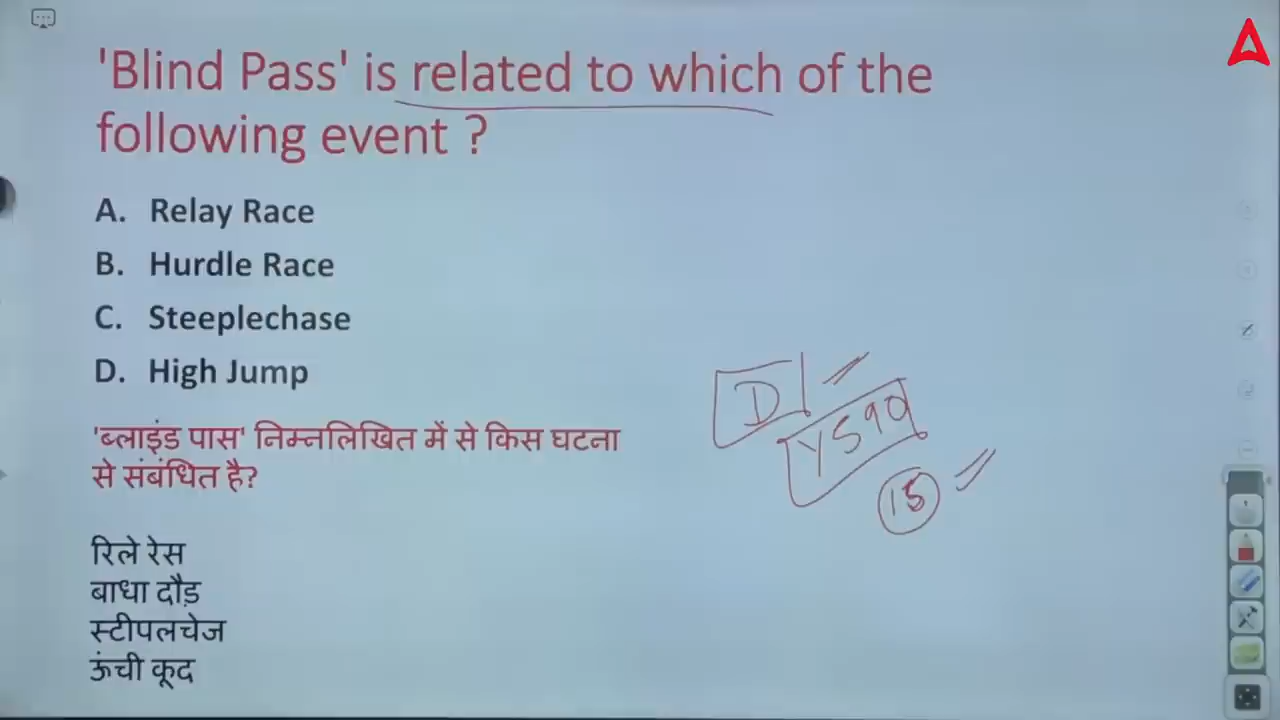 'Blind Pass' is related to which of the
following event ?
A. Relay Race
B. Hurdle Race
C. Steeplechase
D. High Jump
'ब्लाइंड पास' निम्नलिखित में से किस घटना
से संबंधित है?
रिले रेस
बाधा दौड़
स्टीपलचेज
ऊंची कूद
D
Y590
15